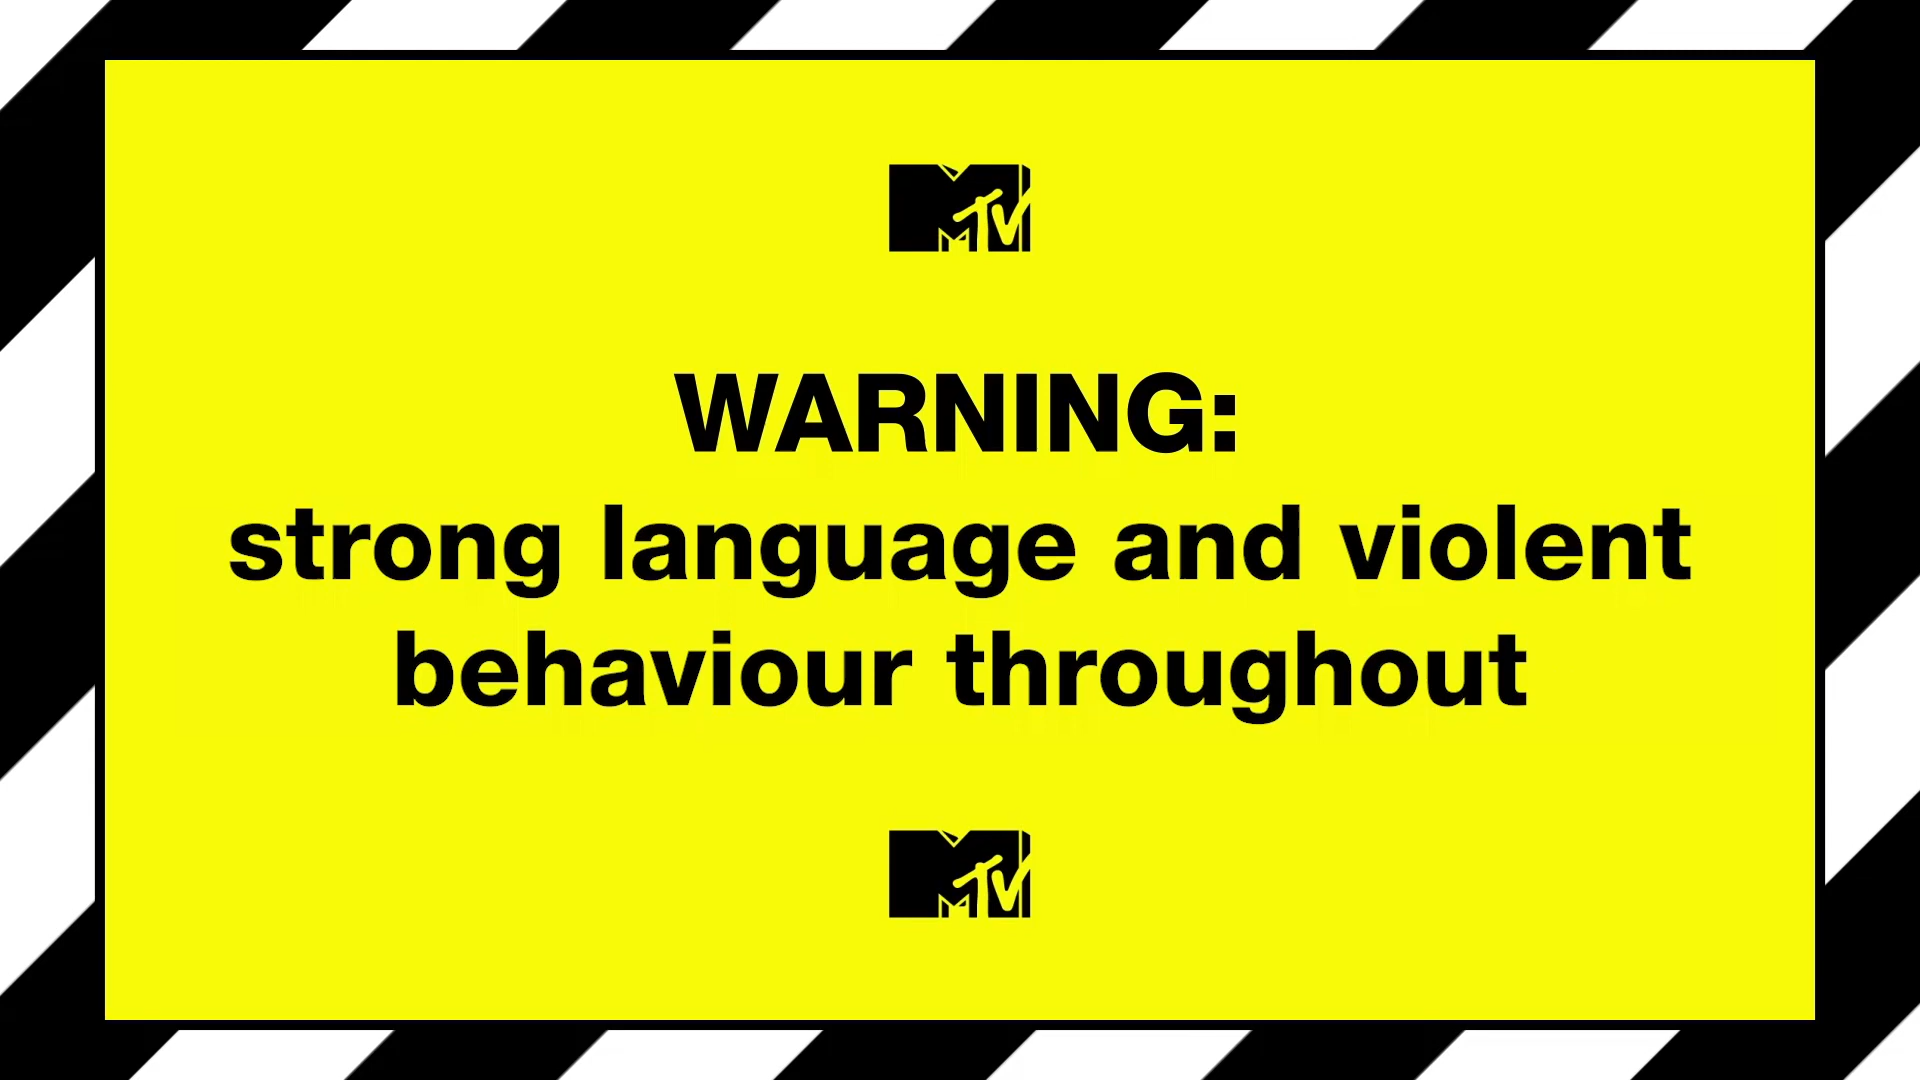 MTV
WARNING:
strong language and violent
behaviour throughout
MTV